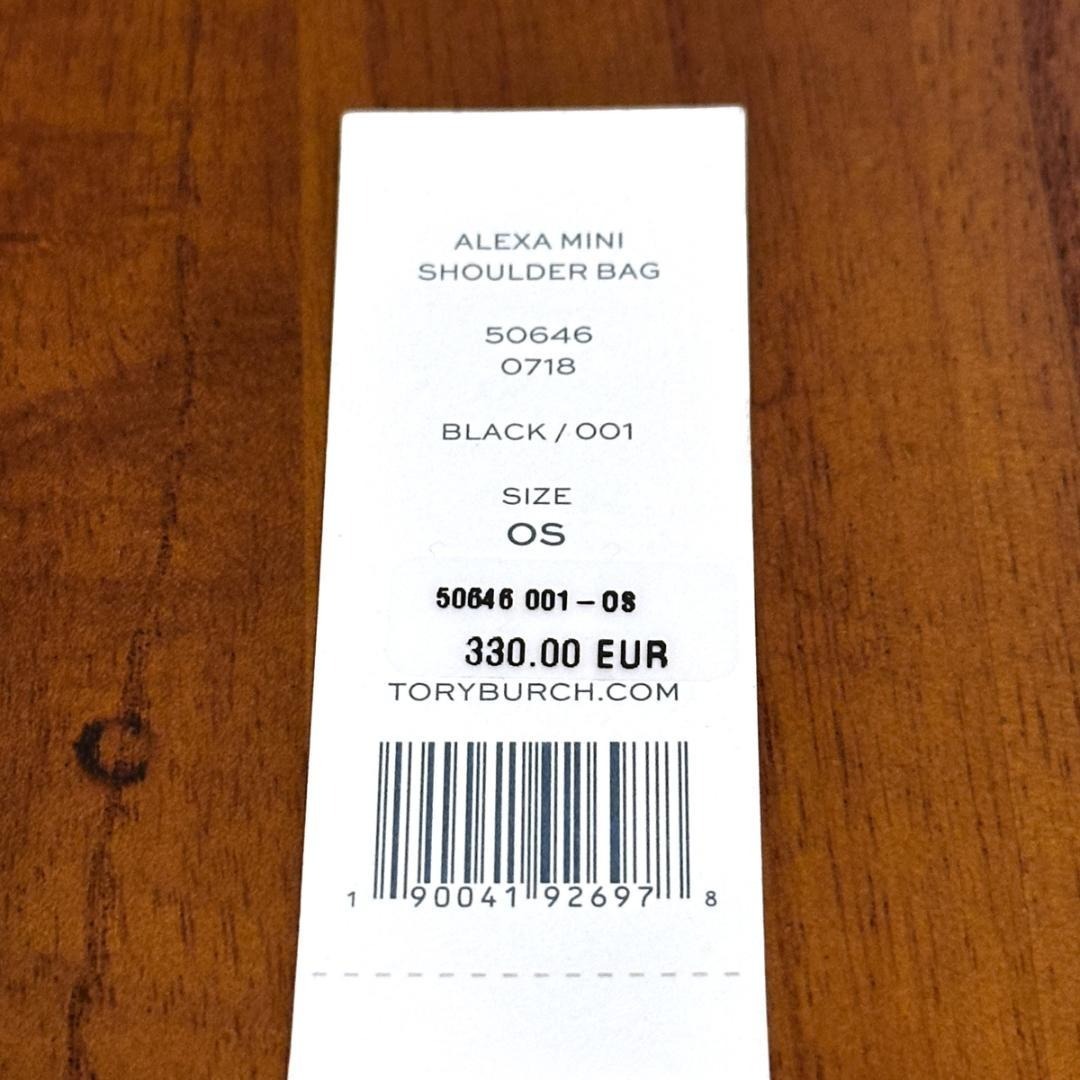 ALEXA MINI
SHOULDER BAG
50646
0718
BLACK / 001
SIZE
OS
50646 001-OS
330.00 EUR
TORYBURCH.COM
1 90041 92697 8